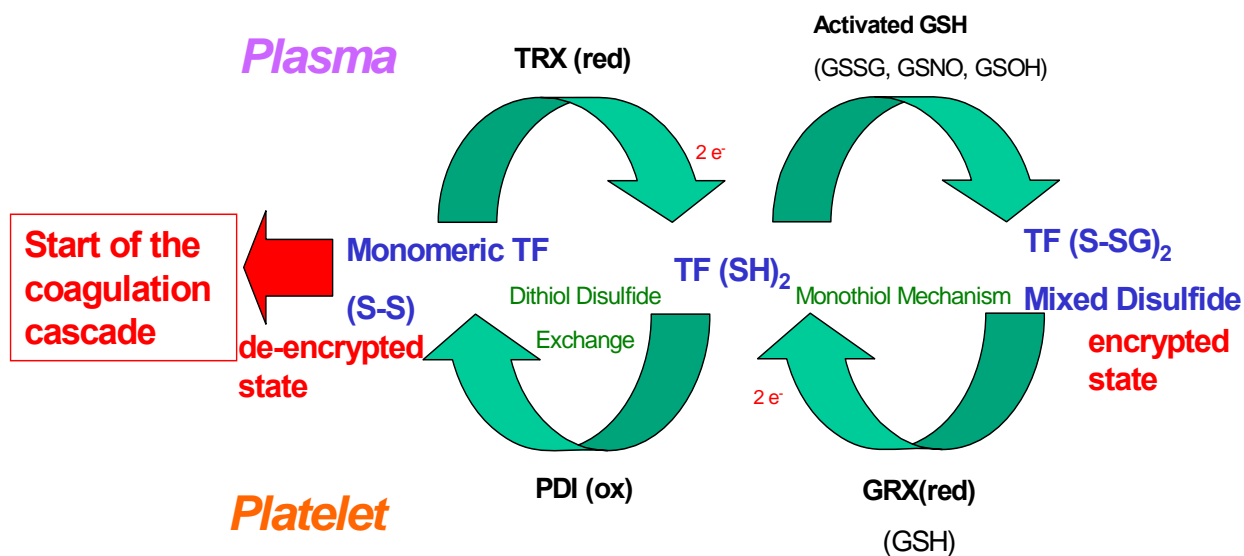 Plasma
TRX (red)
Activated GSH
(GSSG, GSNO, GSOH)
2 e-
Start of the
coagulation
cascade
Monomeric TF
(S-S)
de-encrypted
state
Dithiol Disulfide
Exchange
TF (SH)2
Monothiol Mechanism
TF (S-SG)2
Mixed Disulfide
encrypted
state
2 e-
PDI (ox)
GRX(red)
(GSH)
Platelet